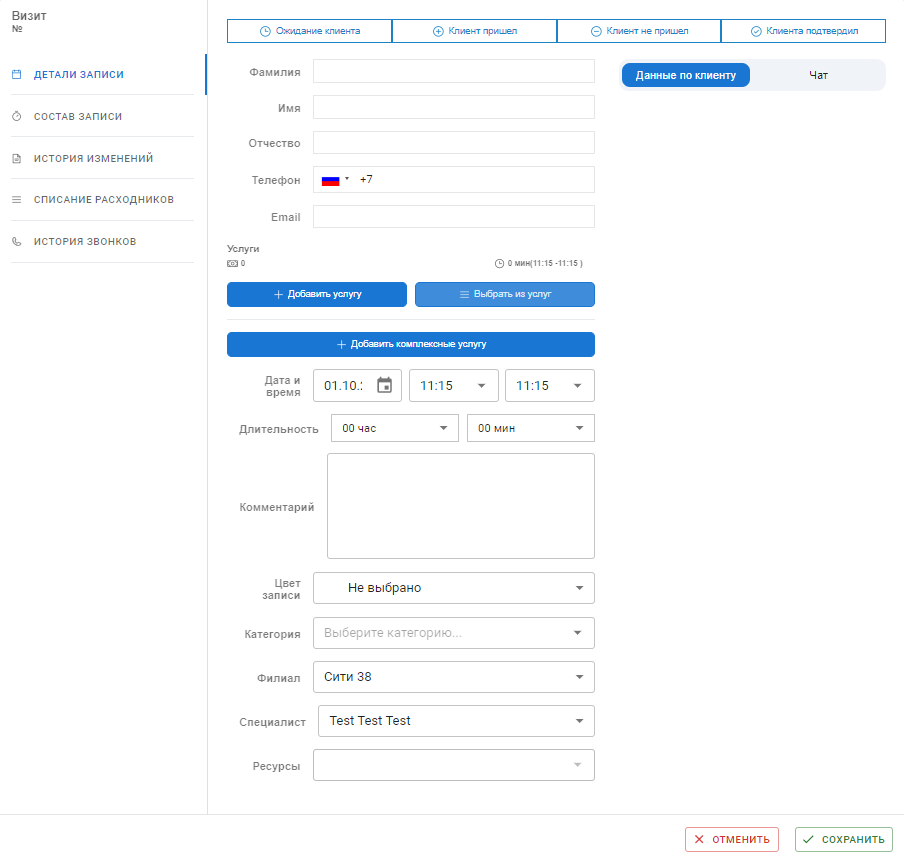 Визит
№
ДЕТАЛИ ЗАПИСИ
СОСТАВ ЗАПИСИ
ИСТОРИЯ ИЗМЕНЕНИЙ
СПИСАНИЕ РАСХОДНИКОВ
ИСТОРИЯ ЗВОНКОВ
Ожидание клиента
Клиент пришел
Клиент не пришел
Клиента подтвердил
Фамилия
Имя
Отчество
Телефон +7
Email
Услуги
0
0 мин(11:15 -11:15 )
Добавить услугу
Выбрать из услуг
Добавить комплексные услугу
Дата и
время
01.10.:
11:15
11:15
Длительность
00 час
00 мин
Комментарий
Цвет
записи
Не выбрано
Категория
Выберите категорию...
Филиал
Сити 38
Специалист
Test Test Test
Ресурсы
Данные по клиенту
Чат
ОТМЕНИТЬ
СОХРАНИТЬ